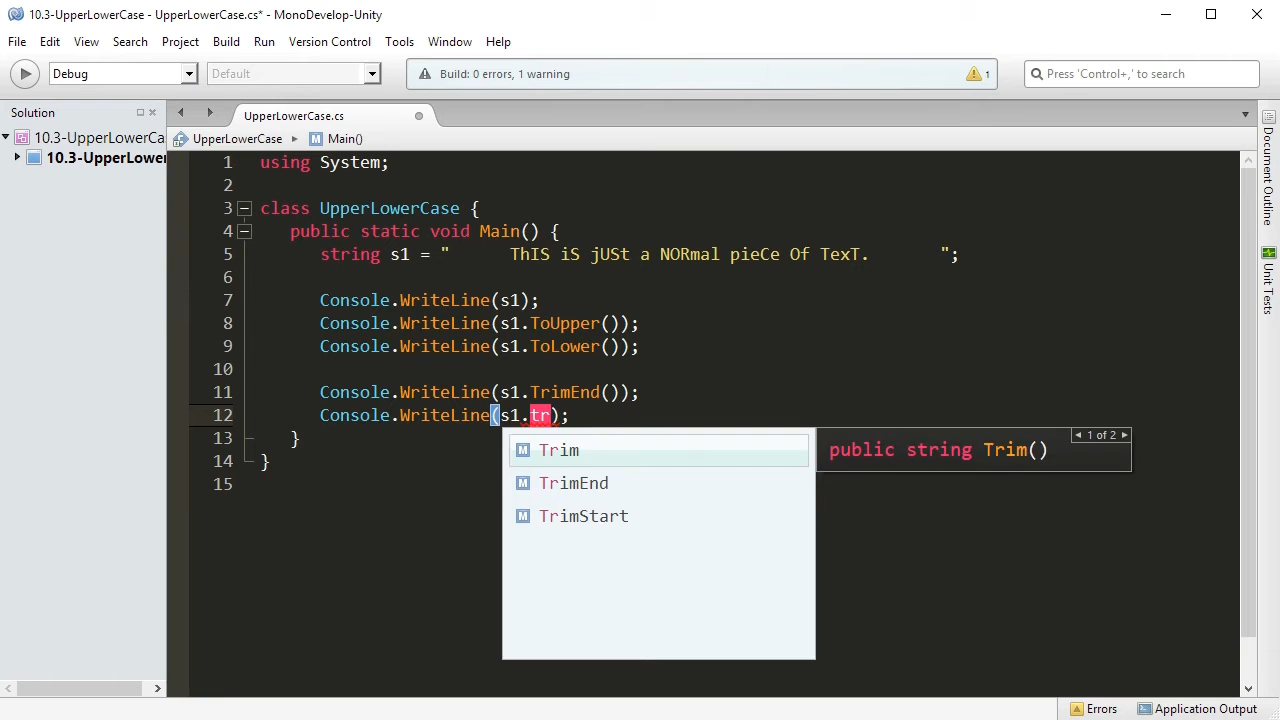 10.3-UpperLowerCase - UpperLowerCase.cs* - MonoDevelop-Unity
File Edit View Search Project Build Run Version Control Tools Window Help
Debug Default Build: 0 errors, 1 warning 1 Press 'Control+,' to search
Solution UpperLowerCase.cs
10.3-UpperLowerCa
10.3-UpperLower
UpperLowerCase Main()
1 using System;
2
3 class UpperLowerCase {
4 public static void Main() {
5 string s1 = "      ThIS iS jUSt a NORmal pieCe Of TexT.       ";
6
7 Console.WriteLine(s1);
8 Console.WriteLine(s1.ToUpper());
9 Console.WriteLine(s1.ToLower());
10
11 Console.WriteLine(s1.TrimEnd());
12 Console.WriteLine(s1.tr);
13 }
14 }
15
M Trim
M TrimEnd
M TrimStart
1 of 2
public string Trim()
Document Outline
Unit Tests
Errors Application Output